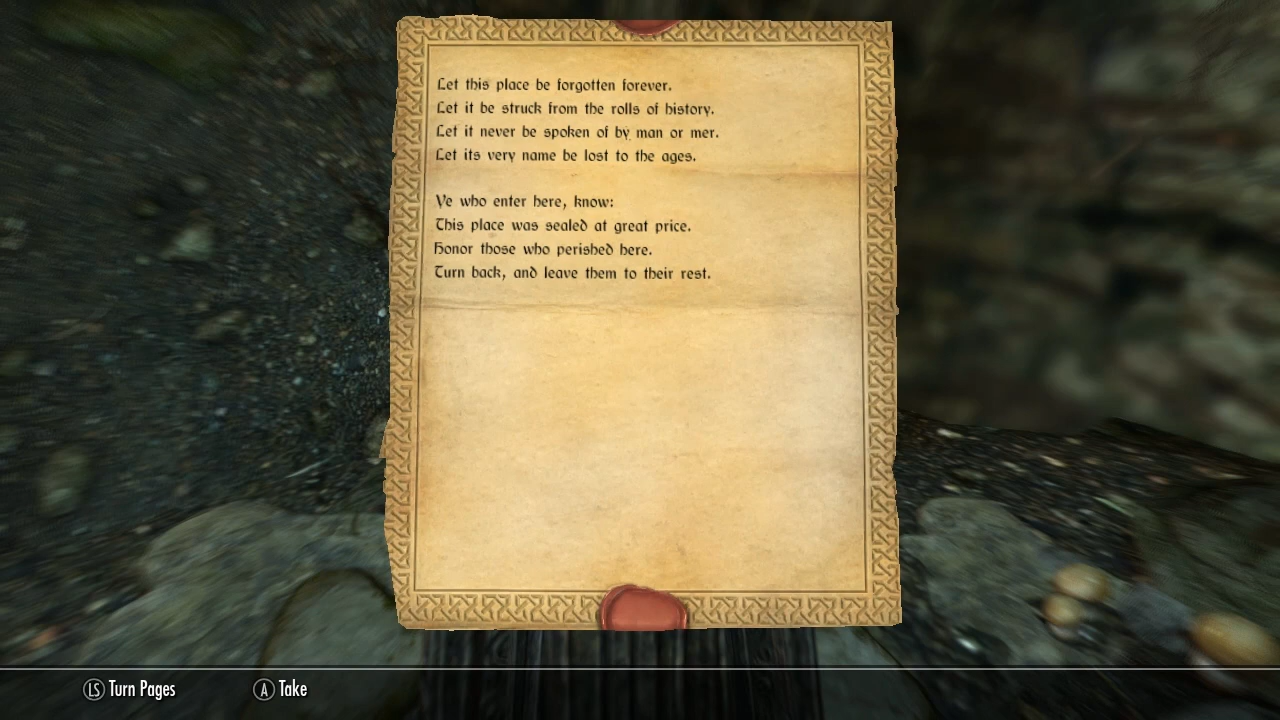 Let this place be forgotten forever.
Let it be struck from the rolls of history.
Let it never be spoken of by man or mer.
Let its very name be lost to the ages.
Ye who enter here, know:
This place was sealed at great price.
Honor those who perished here.
Turn back, and leave them to their rest.
LS Turn Pages A Take